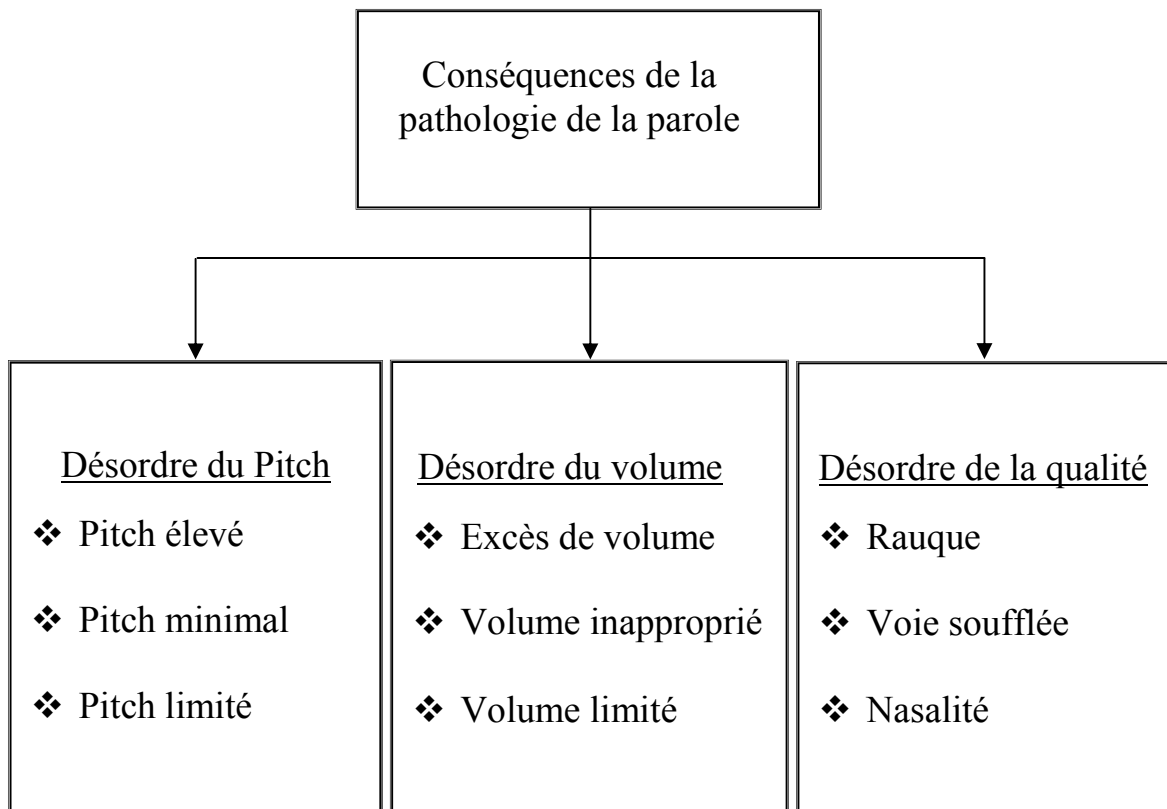 Conséquences de la
pathologie de la parole
Désordre du Pitch
❖ Pitch élevé
❖ Pitch minimal
❖ Pitch limité
Désordre du volume
❖ Excès de volume
❖ Volume inapproprié
❖ Volume limité
Désordre de la qualité
❖ Rauque
❖ Voie soufflée
❖ Nasalité